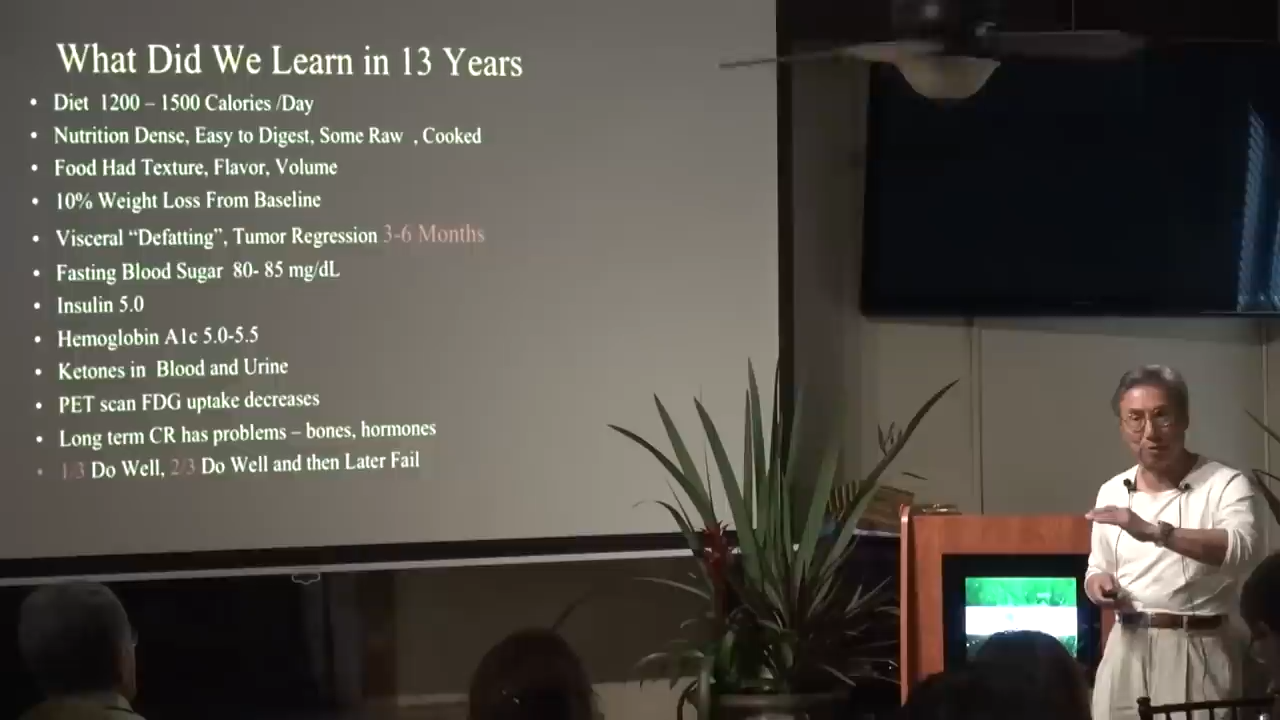 What Did We Learn in 13 Years
• Diet 1200 – 1500 Calories /Day
• Nutrition Dense, Easy to Digest, Some Raw , Cooked
• Food Had Texture, Flavor, Volume
• 10% Weight Loss From Baseline
• Visceral “Defatting”, Tumor Regression 3-6 Months
• Fasting Blood Sugar 80- 85 mg/dL
• Insulin 5.0
• Hemoglobin A1c 5.0-5.5
• Ketones in Blood and Urine
• PET scan FDG uptake decreases
• Long term CR has problems – bones, hormones
• 1/3 Do Well, 2/3 Do Well and then Later Fail